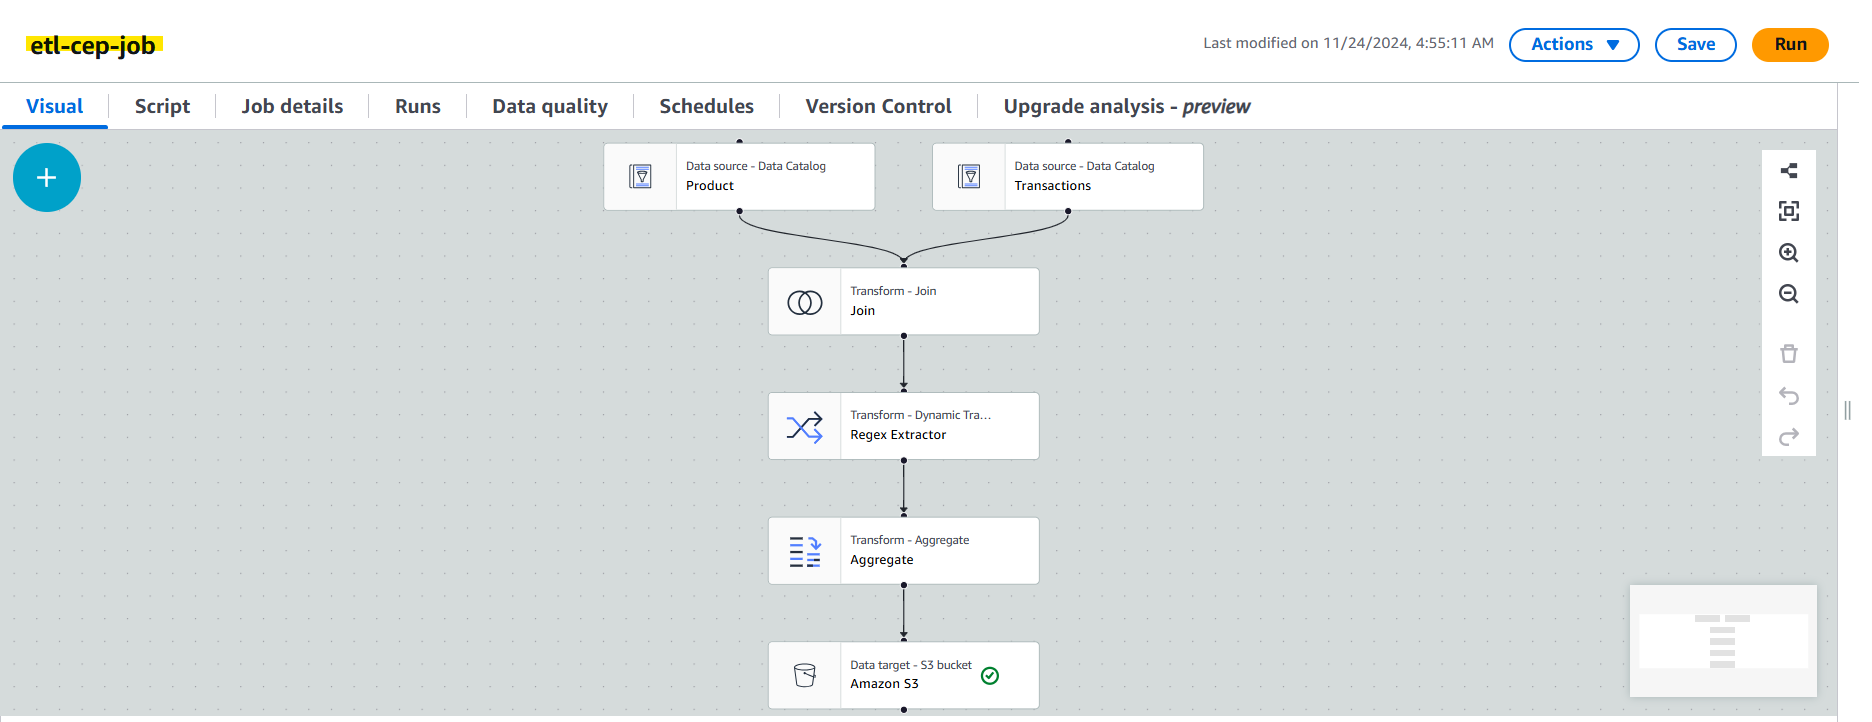 etl-cep-job
Last modified on 11/24/2024, 4:55:11 AM
Actions
Save
Run
Visual
Script
Job details
Runs
Data quality
Schedules
Version Control
Upgrade analysis - preview
Data source - Data Catalog
Product
Data source - Data Catalog
Transactions
Transform - Join
Join
Transform - Dynamic Tra...
Regex Extractor
Transform - Aggregate
Aggregate
Data target - S3 bucket
Amazon S3